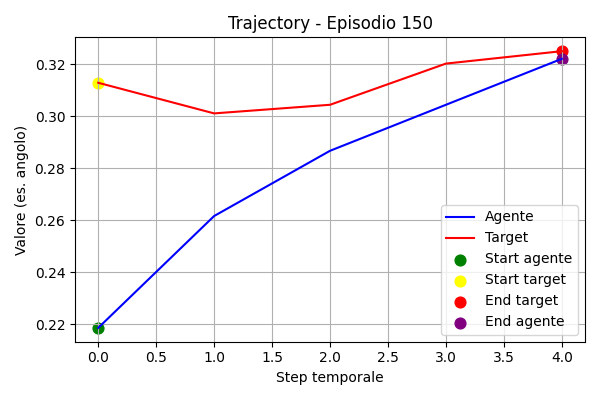 Trajectory - Episodio 150
Valore (es. angolo)
0.32
0.30
0.28
0.26
0.24
0.22
Agente
Target
Start agente
Start target
End target
End agente
0.0 0.5 1.0 1.5 2.0 2.5 3.0 3.5 4.0
Step temporale